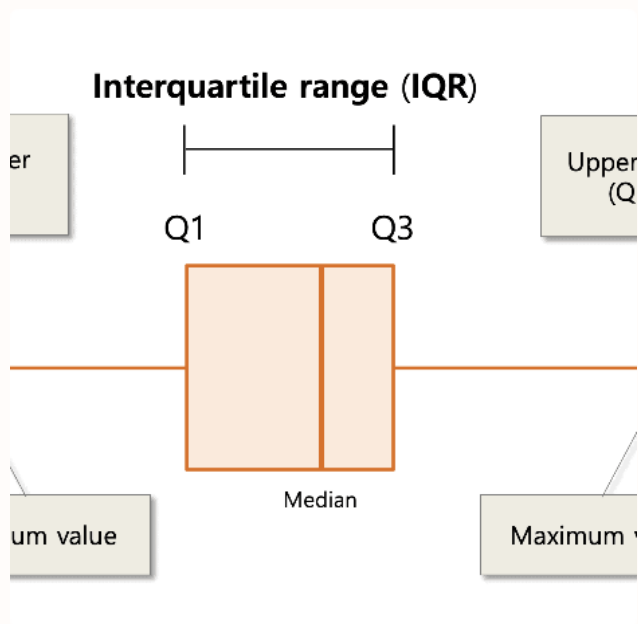 Interquartile range (IQR)
er
Upper
(Q
Q1
Q3
Median
um value
Maximum